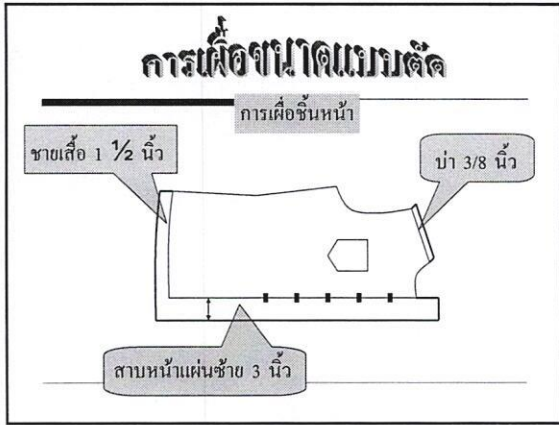 การเผื่อขนาดแบบตัด
การเผื่อชิ้นหน้า
ชายเสื้อ 1 ½ นิ้ว
บ่า 3/8 นิ้ว
สาบหน้าแผ่นซ้าย 3 นิ้ว